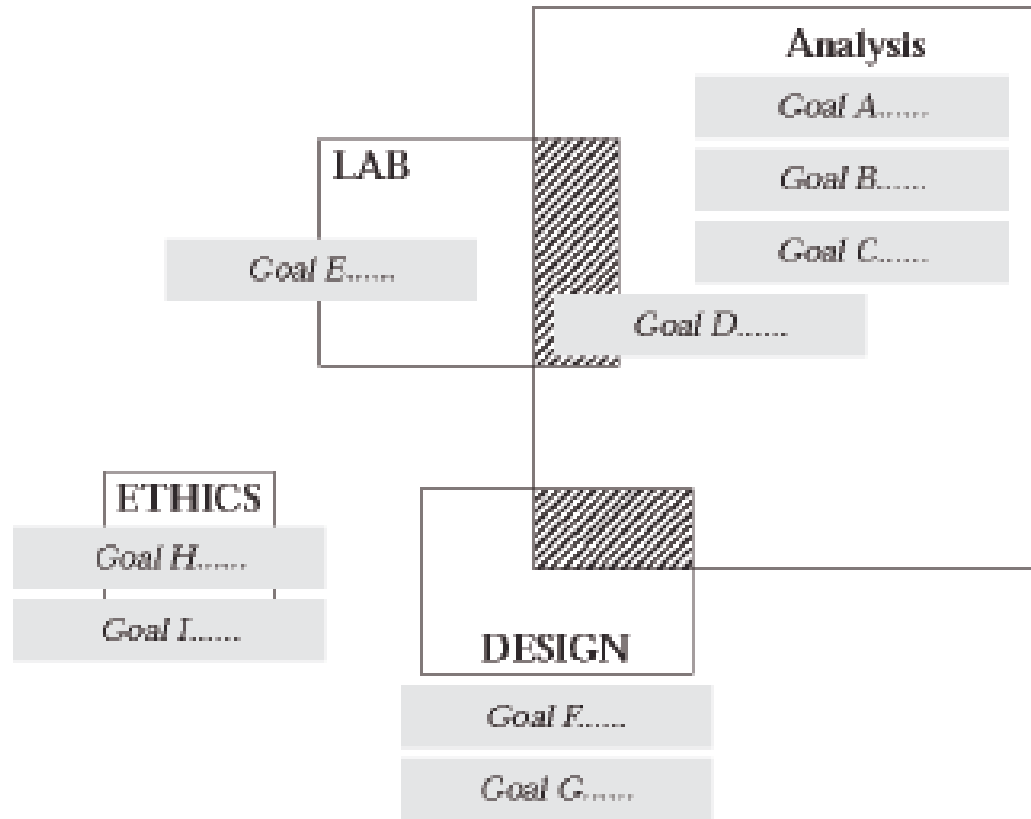 Analysis
Goal A......
Goal B......
LAB
Goal C......
Goal E......
Goal D......
ETHICS
Goal H......
Goal I......
DESIGN
Goal F......
Goal G......